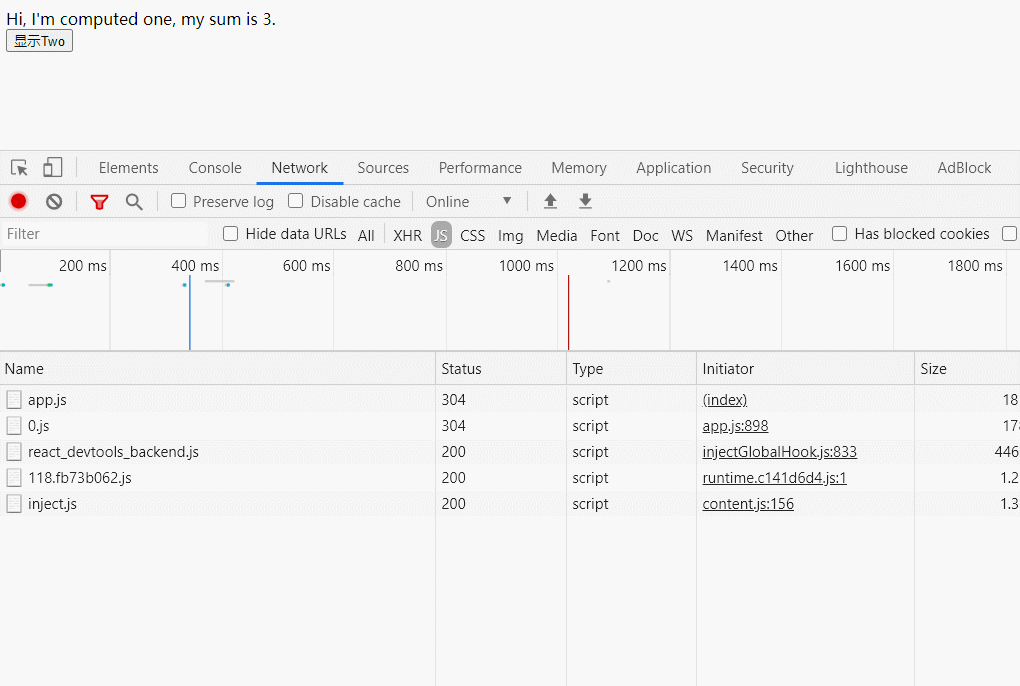 Hi, I'm computed one, my sum is 3.
显示Two
Elements Console Network Sources Performance Memory Application Security Lighthouse AdBlock
Preserve log Disable cache Online
Filter Hide data URLs All XHR JS CSS Img Media Font Doc WS Manifest Other Has blocked cookies
200 ms 400 ms 600 ms 800 ms 1000 ms 1200 ms 1400 ms 1600 ms 1800 ms
Name Status Type Initiator Size
app.js 304 script (index) 18
0.js 304 script app.js:898 178
react_devtools_backend.js 200 script injectGlobalHook.js:833 446
118.fb73b062.js 200 script runtime.c141d6d4.js:1 1.2
inject.js 200 script content.js:156 1.3